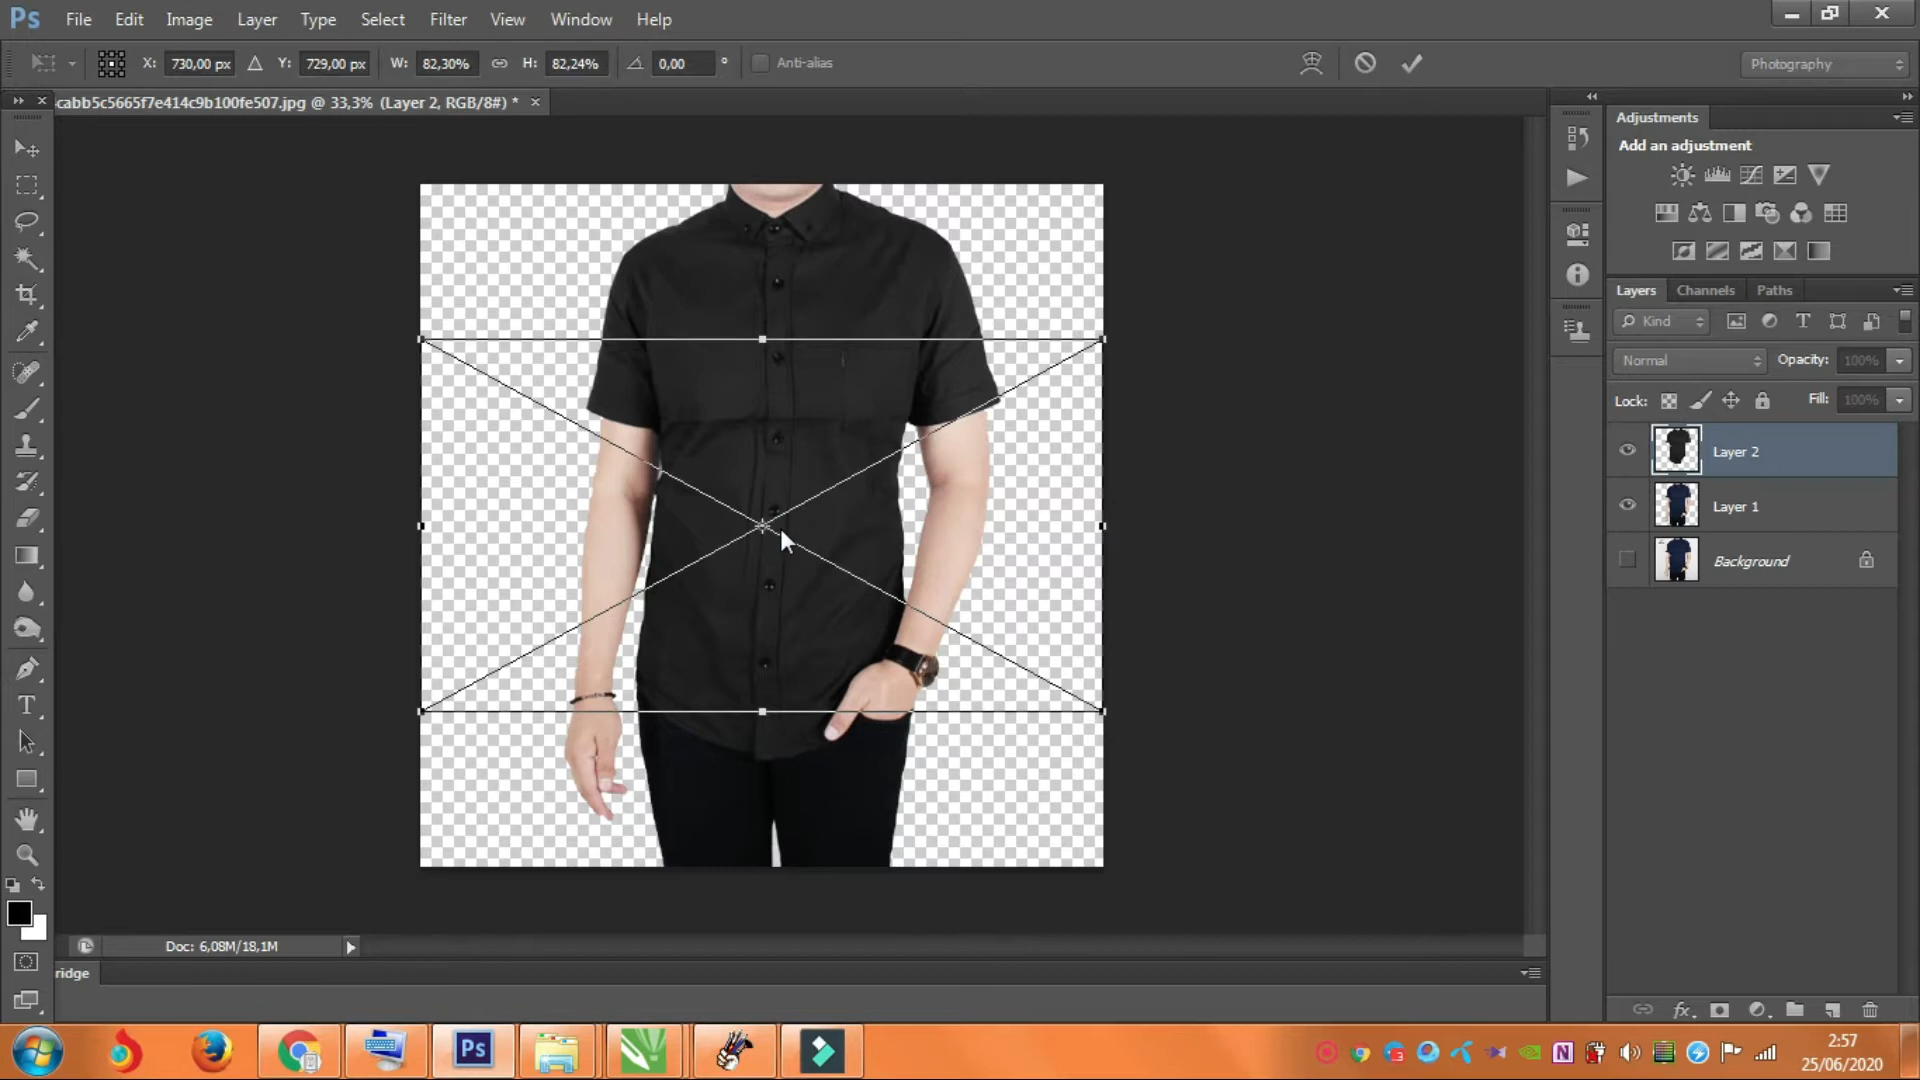 Ps File Edit Image Layer Type Select Filter View Window Help
X: 730,00 px Y: 729,00 px W: 82,30% H: 82,24% 0,00 ° Anti-alias Photography
cabb5c5665f7e414c9b100fe507.jpg @ 33,3% (Layer 2, RGB/8#) *
Adjustments
Add an adjustment
Layers Channels Paths
Kind
Normal Opacity: 100%
Lock: Fill: 100%
Layer 2
Layer 1
Background
Doc: 6,08M/18,1M
ridge
Ps
2:57
25/06/2020